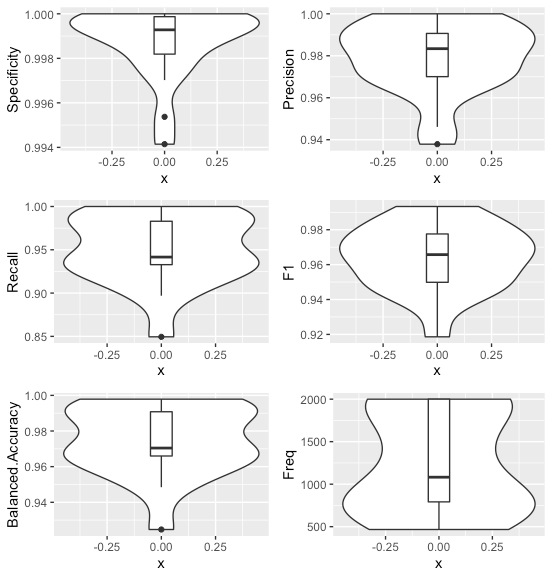 Specificity
1.000
0.998
0.996
0.994
-0.25 0.00 0.25
x
Precision
1.00
0.98
0.96
0.94
-0.25 0.00 0.25
x
Recall
1.00
0.95
0.90
0.85
-0.25 0.00 0.25
x
F1
0.98
0.96
0.94
0.92
-0.25 0.00 0.25
x
Balanced.Accuracy
1.00
0.98
0.96
0.94
-0.25 0.00 0.25
x
Freq
2000
1500
1000
500
-0.25 0.00 0.25
x